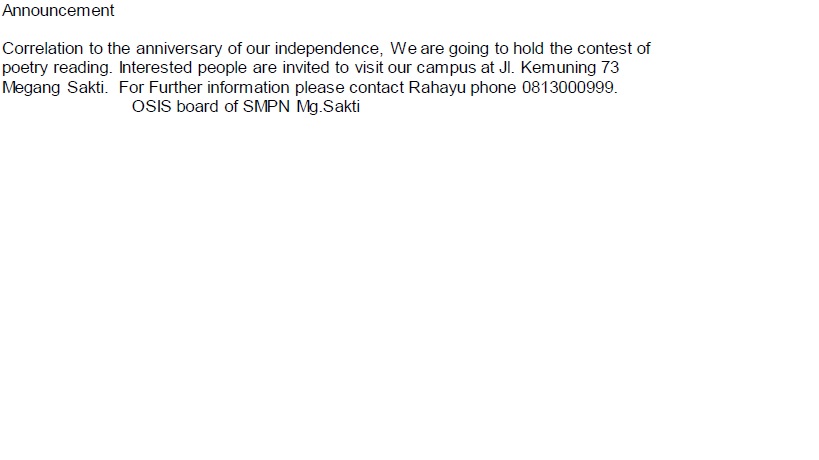 Announcement
Correlation to the anniversary of our independence, We are going to hold the contest of
poetry reading. Interested people are invited to visit our campus at Jl. Kemuning 73
Megang Sakti. For Further information please contact Rahayu phone 0813000999.
OSIS board of SMPN Mg.Sakti